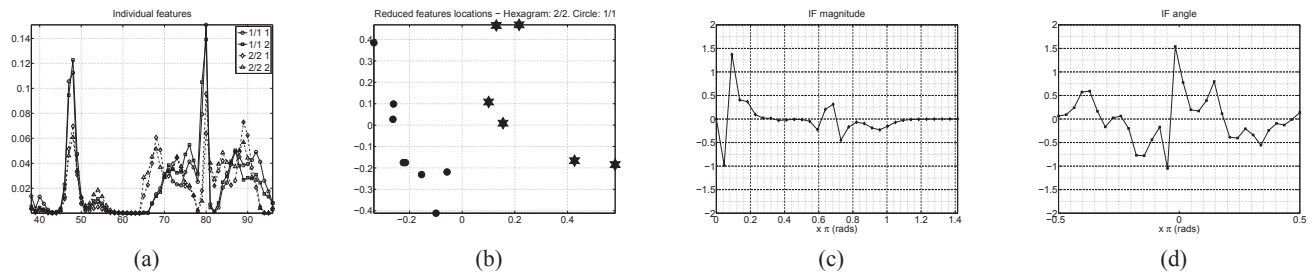 Individual features
0.14
0.12
0.1
0.08
0.06
0.04
0.02
40 50 60 70 80 90
1/1 1
1/1 2
2/2 1
2/2 2
(a)
Reduced features locations − Hexagram: 2/2. Circle: 1/1
0.4
0.3
0.2
0.1
0
−0.1
−0.2
−0.3
−0.4
−0.2 0 0.2 0.4
(b)
IF magnitude
2
1.5
1
0.5
0
−0.5
−1
−1.5
−2
0 0.2 0.4 0.6 0.8 1 1.2 1.4
x π (rads)
(c)
IF angle
2
1.5
1
0.5
0
−0.5
−1
−1.5
−2
−0.5 0 0.5
x π (rads)
(d)